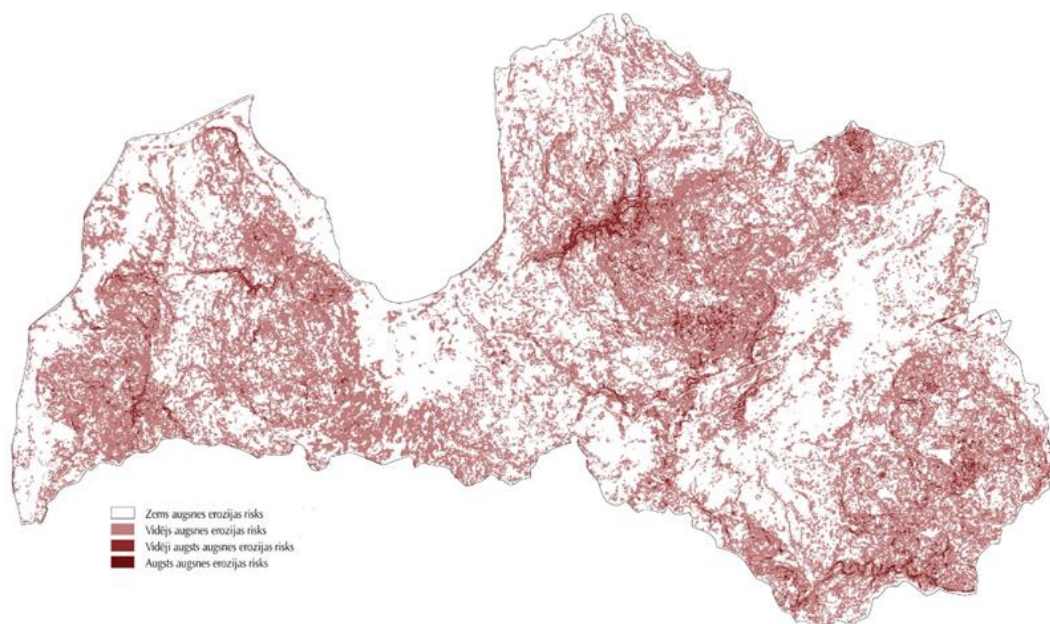 Zems augsnes erozijas risks
Vidējs augsnes erozijas risks
Vidēji augsts augsnes erozijas risks
Augsts augsnes erozijas risks